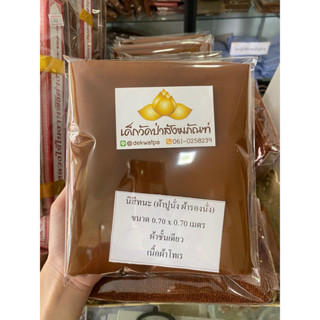 เด็กวัดป่าสังฆภัณฑ์
@dekwatpa 061-0258239
นิสีทนะ (ผ้าปูนั่ง ผ้ารองนั่ง)
ขนาด 0.70 x 0.70 เมตร
ผ้าชั้นเดียว
เนื้อผ้าโทเร